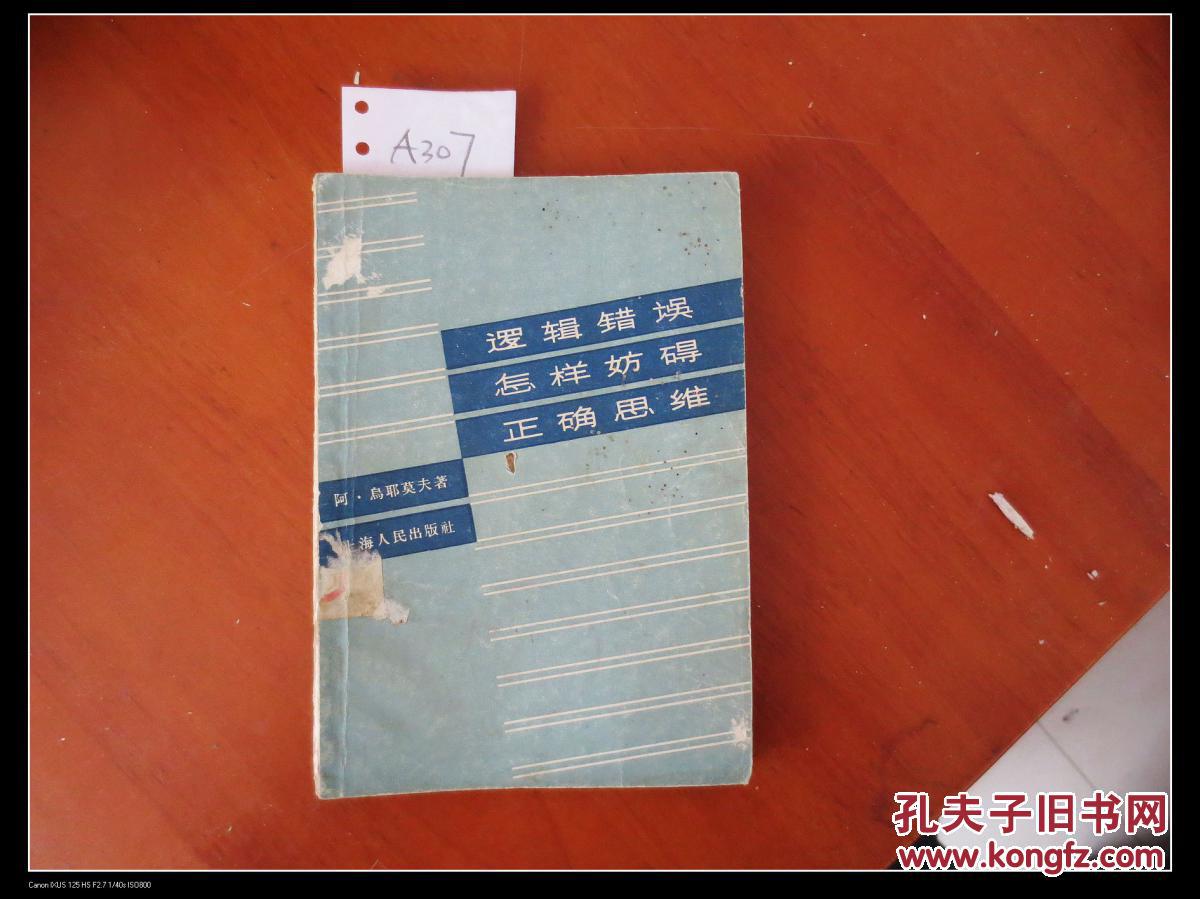 A307
逻辑错误
怎样妨碍
正确思维
阿·烏耶莫夫著
上海人民出版社
孔夫子旧书网
www.kongfz.com
Canon IXUS 125 HS F2.7 1/40s ISO800